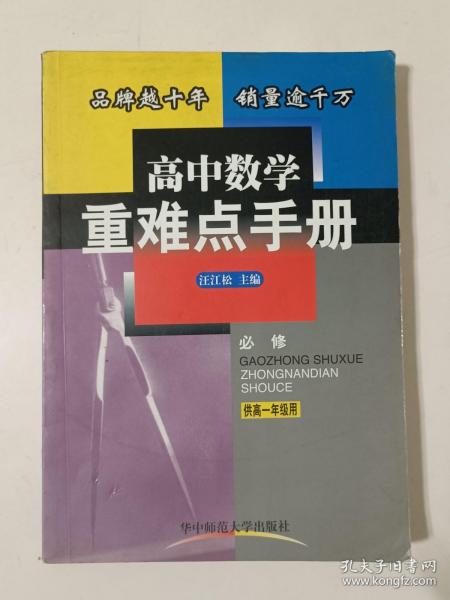 品牌越十年 销量逾千万
高中数学
重难点手册
汪江松 主编
必修
GAOZHONG SHUXUE
ZHONGNANDIAN
SHOUCE
供高一年级用
华中师范大学出版社
孔夫子旧书网
www.kongfz.com